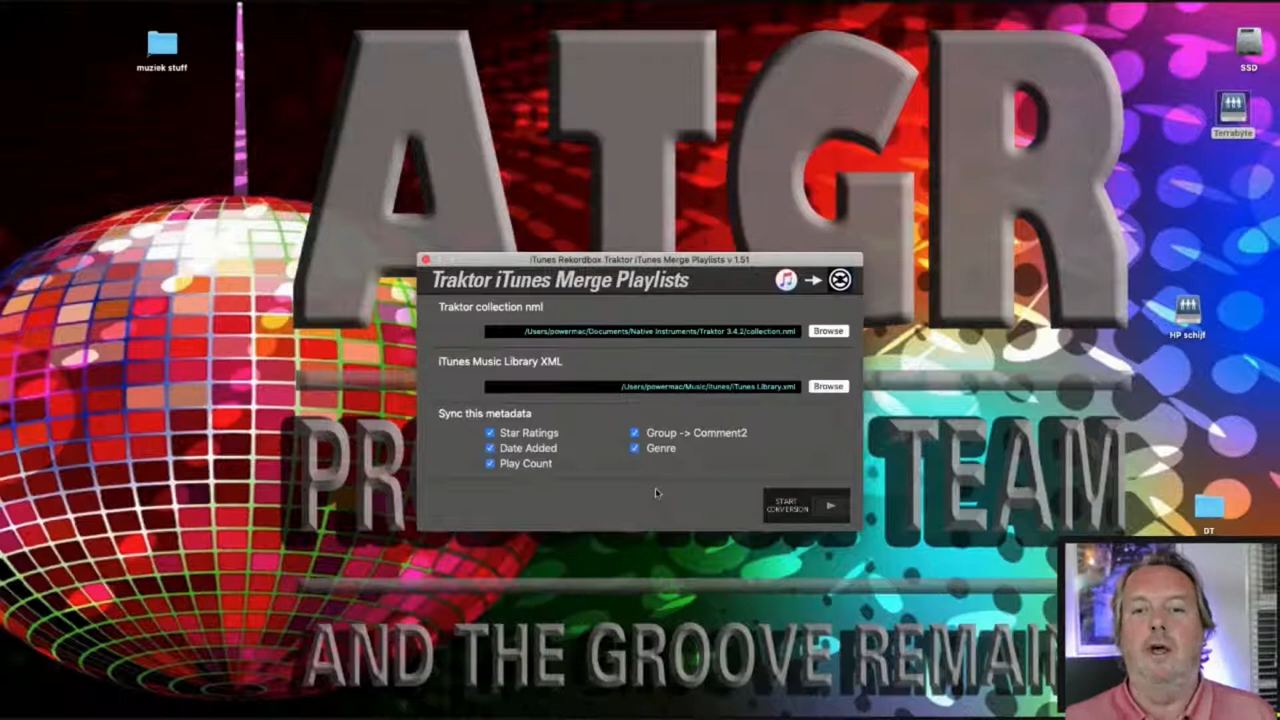 muziek stuff
ATGR
SSD
Terrabyte
iTunes Rekordbox Traktor iTunes Merge Playlists v 1.51
Traktor iTunes Merge Playlists
Traktor collection nml
/Users/powermac/Documents/Native Instruments/Traktor 3.4.2/collection.nml
Browse
iTunes Music Library XML
/Users/powermac/Music/itunes/iTunes Library.xml
Browse
Sync this metadata
Star Ratings
Group -> Comment2
Date Added
Genre
Play Count
START
CONVERSION
HP schijf
PR TEAM
DT
AND THE GROOVE REMAIN